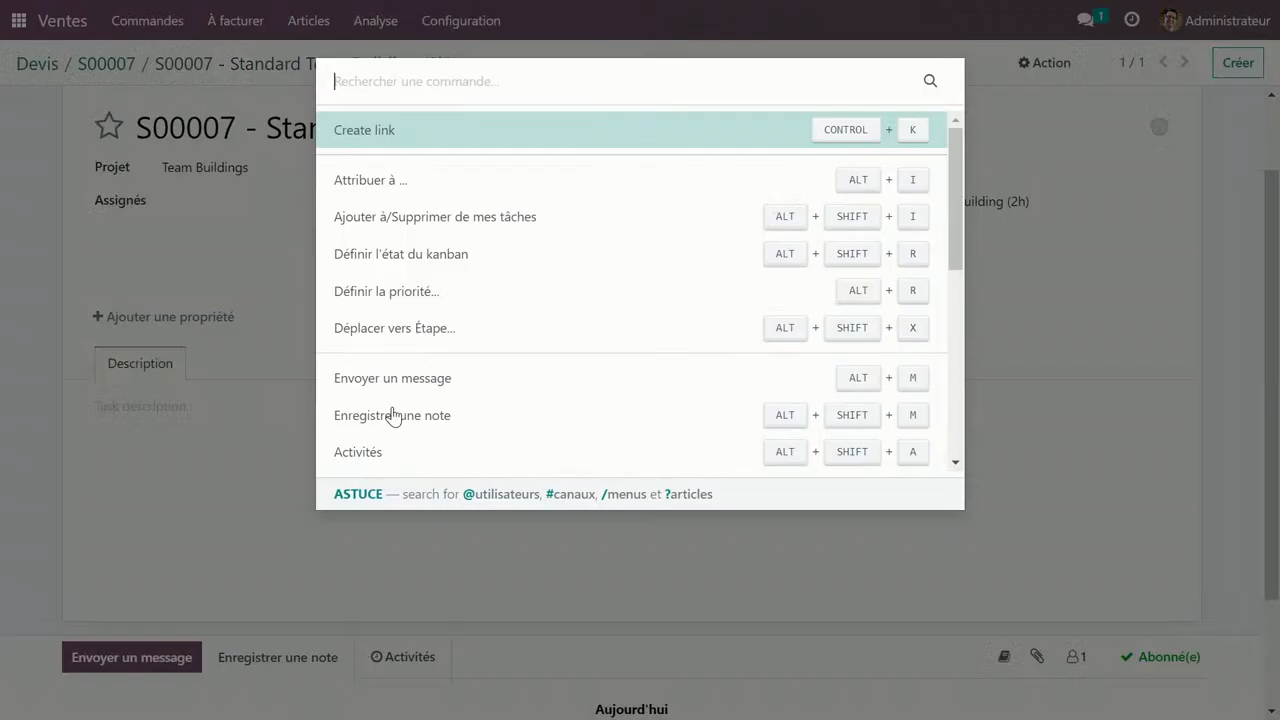 Ventes Commandes À facturer Articles Analyse Configuration 1 Administrateur
Devis / S00007 / S00007 - Standard Action 1 / 1 Créer
Rechercher une commande...
Create link CONTROL + K
S00007 - Star
Projet Team Buildings
Attribuer à ... ALT + I
Assignés uilding (2h)
Ajouter à/Supprimer de mes tâches ALT + SHIFT + I
Définir l'état du kanban ALT + SHIFT + R
Définir la priorité... ALT + R
+ Ajouter une propriété
Déplacer vers Étape... ALT + SHIFT + X
Description
Envoyer un message ALT + M
Task description...
Enregistrer une note ALT + SHIFT + M
Activités ALT + SHIFT + A
ASTUCE — search for @utilisateurs, #canaux, /menus et ?articles
Envoyer un message Enregistrer une note Activités 1 Abonné(e)
Aujourd'hui